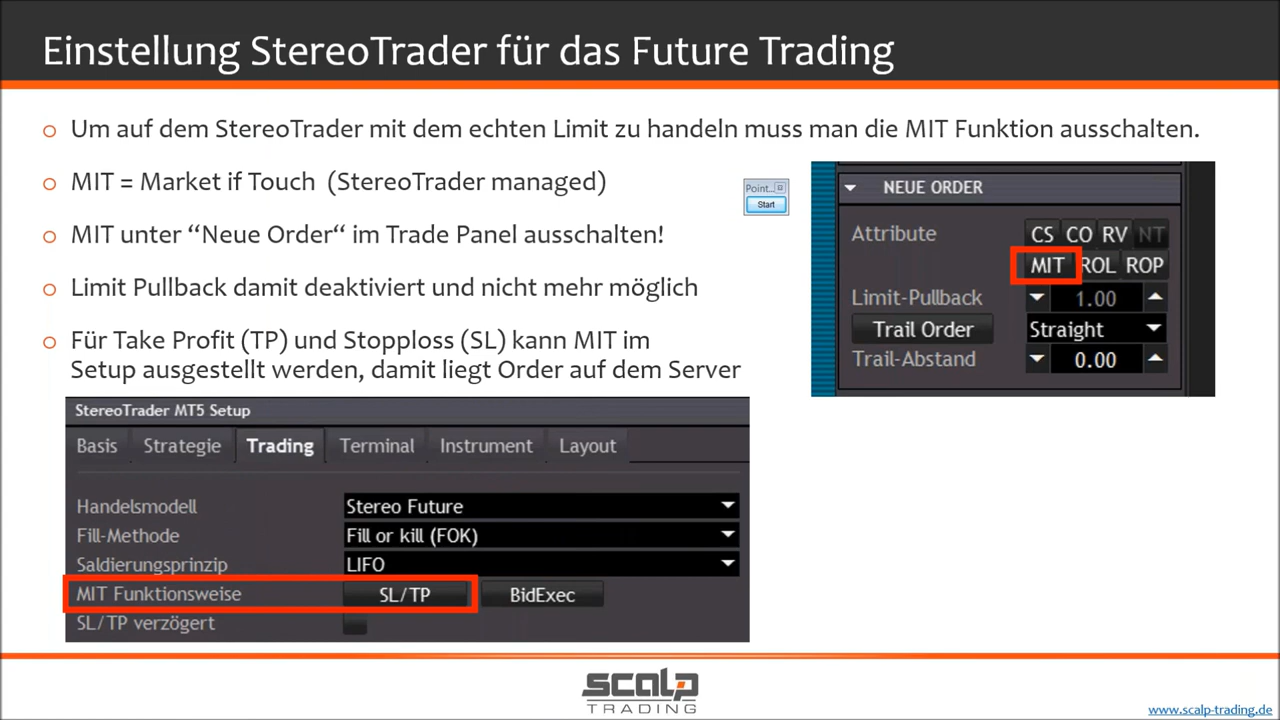 Einstellung StereoTrader für das Future Trading
Um auf dem StereoTrader mit dem echten Limit zu handeln muss man die MIT Funktion ausschalten.
MIT = Market if Touch (StereoTrader managed)
MIT unter “Neue Order“ im Trade Panel ausschalten!
Limit Pullback damit deaktiviert und nicht mehr möglich
Für Take Profit (TP) und Stopploss (SL) kann MIT im
Setup ausgestellt werden, damit liegt Order auf dem Server
Point...
Start
NEUE ORDER
Attribute CS CO RV NT
MIT ROL ROP
Limit-Pullback 1.00
Trail Order Straight
Trail-Abstand 0.00
StereoTrader MT5 Setup
Basis Strategie Trading Terminal Instrument Layout
Handelsmodell Stereo Future
Fill-Methode Fill or kill (FOK)
Saldierungsprinzip LIFO
MIT Funktionsweise SL/TP BidExec
SL/TP verzögert
SCALP
TRADING
www.scalp-trading.de